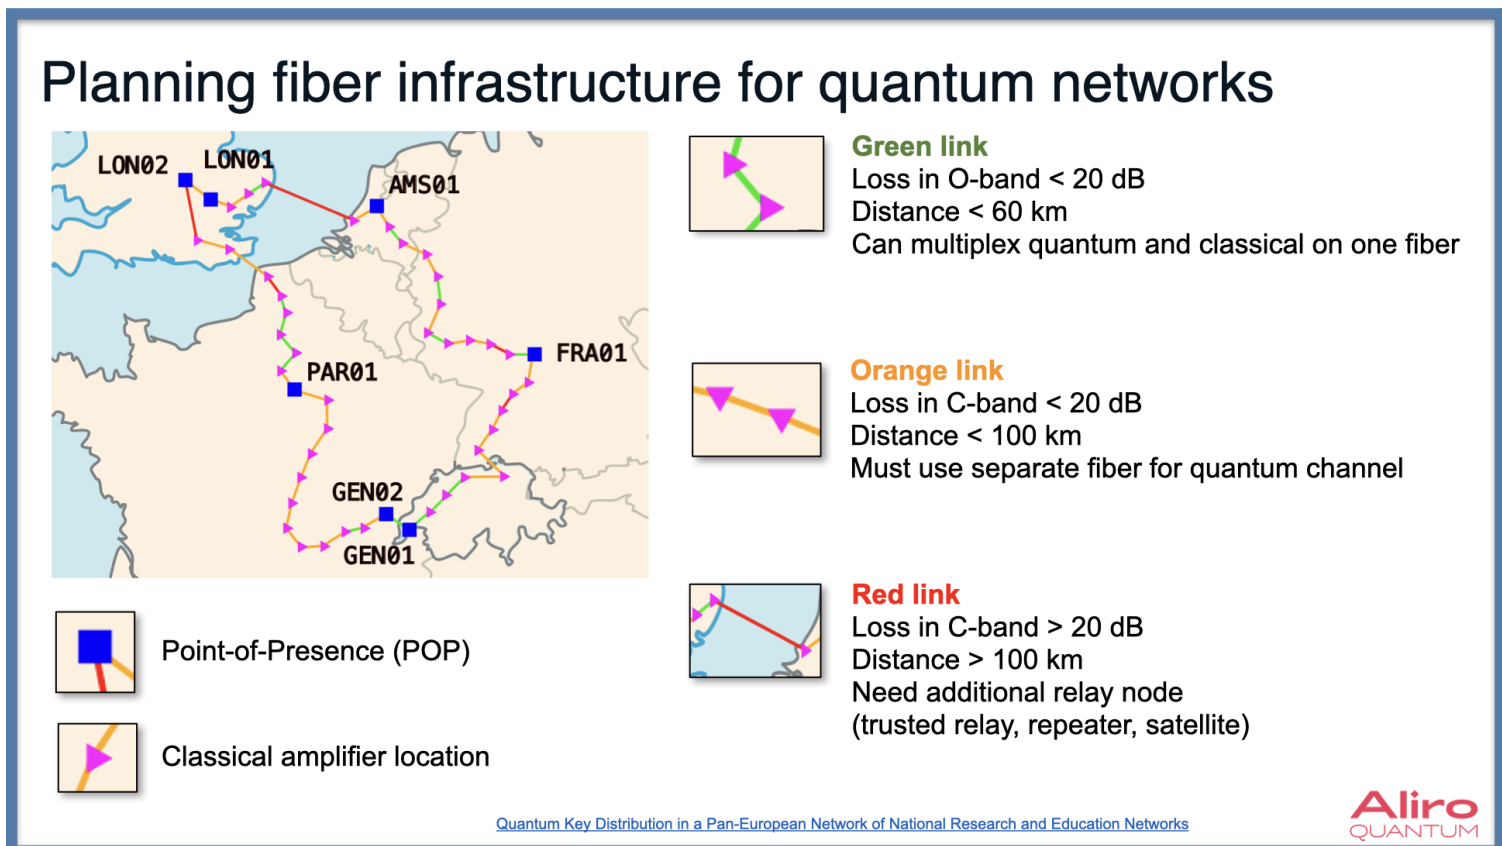 Planning fiber infrastructure for quantum networks
LON02
LON01
AMS01
FRA01
PAR01
GEN02
GEN01
Point-of-Presence (POP)
Classical amplifier location
Green link
Loss in O-band < 20 dB
Distance < 60 km
Can multiplex quantum and classical on one fiber
Orange link
Loss in C-band < 20 dB
Distance < 100 km
Must use separate fiber for quantum channel
Red link
Loss in C-band > 20 dB
Distance > 100 km
Need additional relay node
(trusted relay, repeater, satellite)
Quantum Key Distribution in a Pan-European Network of National Research and Education Networks
Aliro
QUANTUM